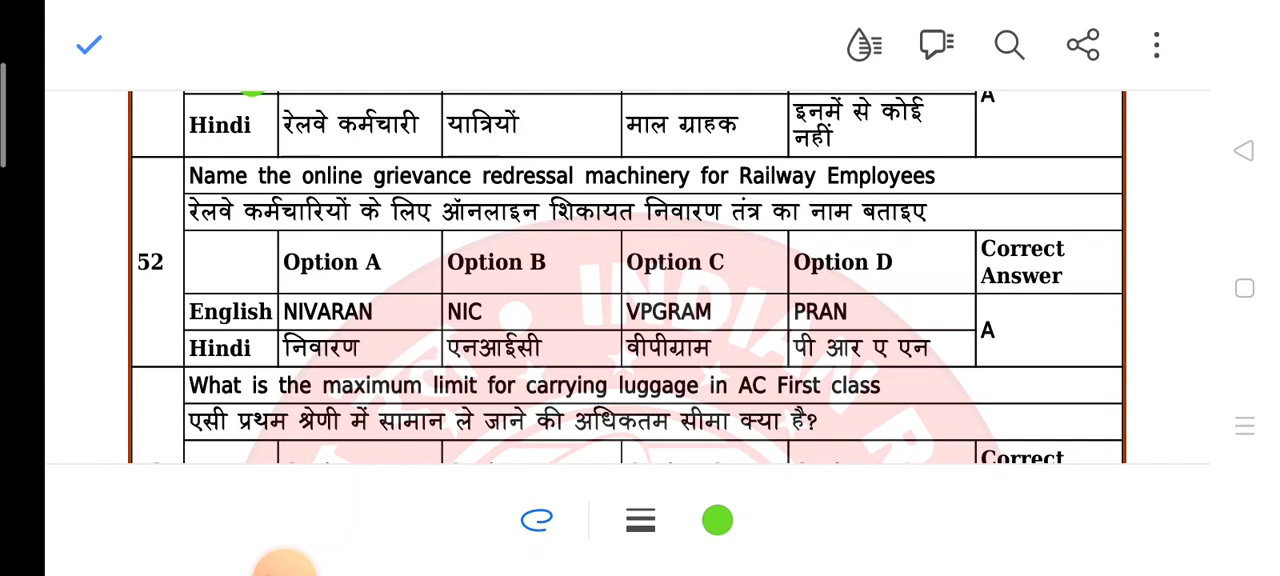 A
Hindi रेलवे कर्मचारी यात्रियों माल ग्राहक इनमें से कोई नहीं
Name the online grievance redressal machinery for Railway Employees
रेलवे कर्मचारियों के लिए ऑनलाइन शिकायत निवारण तंत्र का नाम बताइए
52 Option A Option B Option C Option D Correct Answer
English NIVARAN NIC VPGRAM PRAN A
Hindi निवारण एनआईसी वीपीग्राम पी आर ए एन
What is the maximum limit for carrying luggage in AC First class
एसी प्रथम श्रेणी में सामान ले जाने की अधिकतम सीमा क्या है?
Correct
INDIAN R